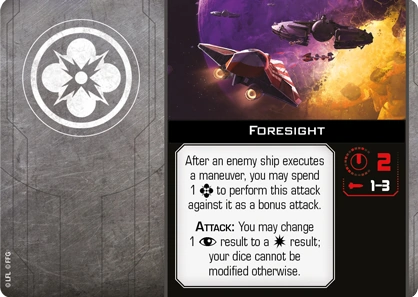 FORESIGHT
After an enemy ship executes
a maneuver, you may spend
1 to perform this attack
against it as a bonus attack.
ATTACK: You may change
1 result to a result;
your dice cannot be
modified otherwise.
2
1–3
© LFL © FFG